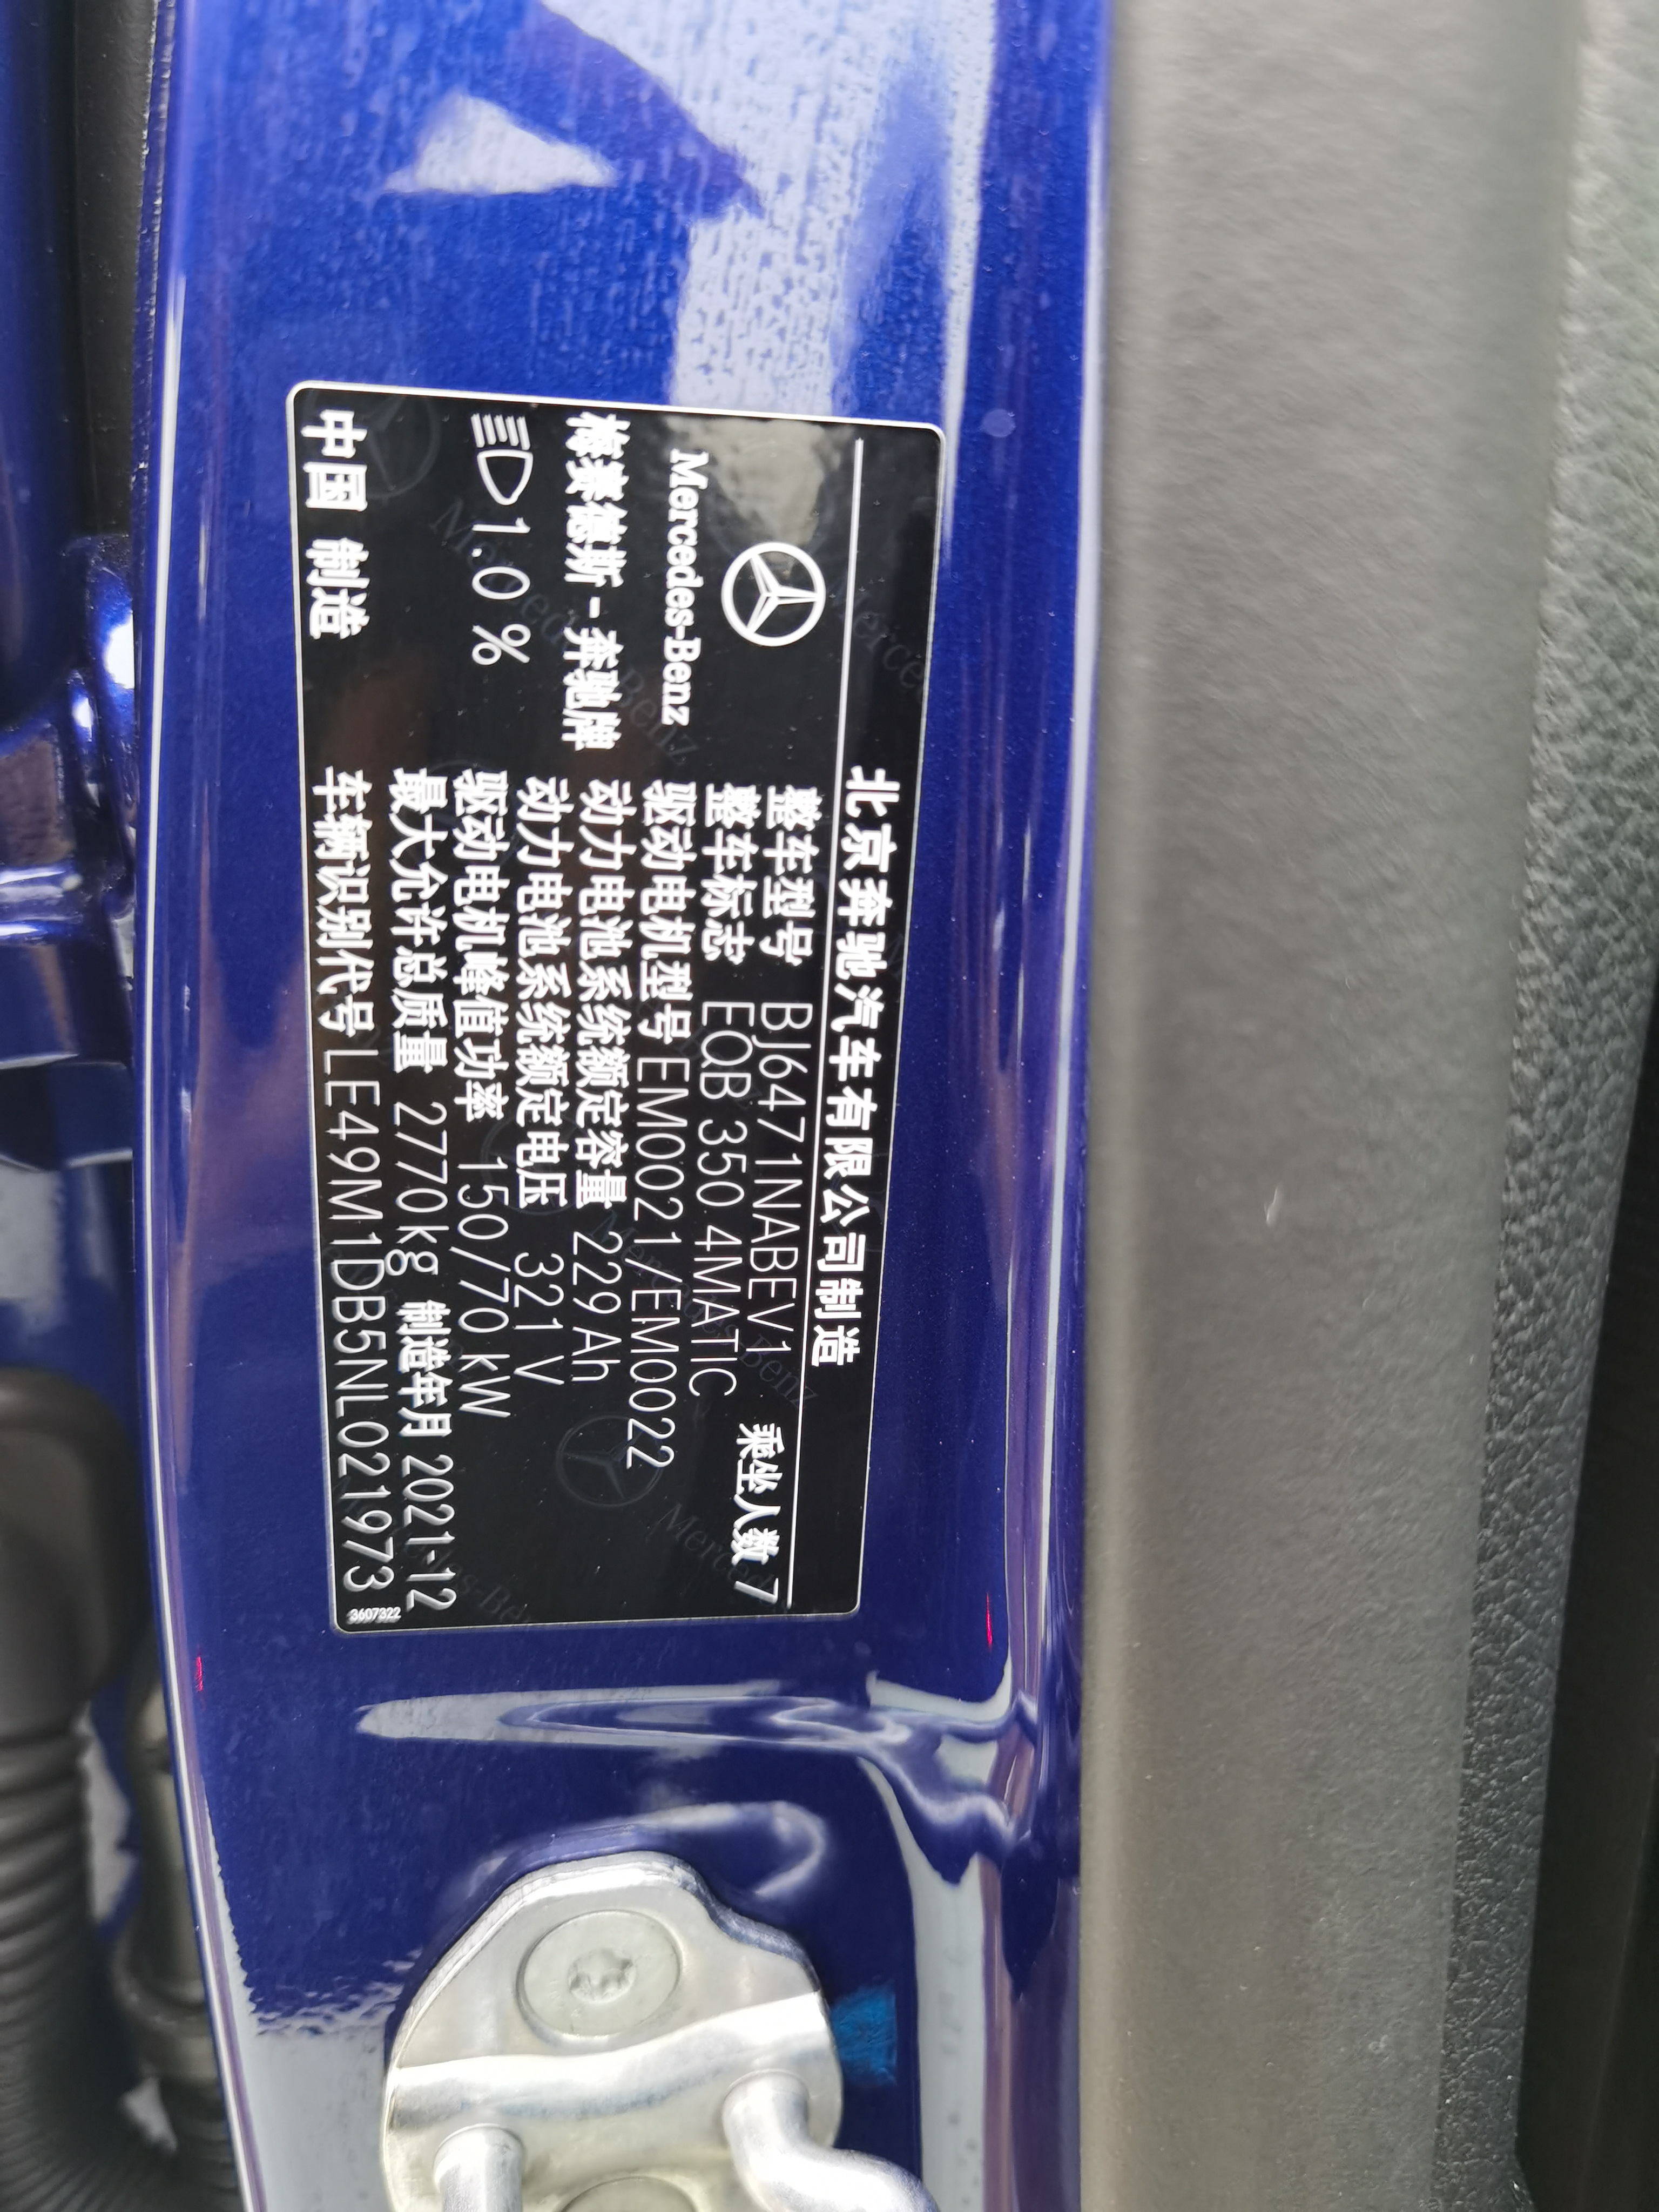 北京奔驰汽车有限公司制造
Mercedes-Benz
梅赛德斯-奔驰牌
1.0 %
中国 制造
整车型号 BJ6471NABEV1
乘坐人数 7
整车标志 EQB 350 4MATIC
驱动电机型号 EM0021/EM0022
动力电池系统额定容量 229 Ah
动力电池系统额定电压 321 V
驱动电机峰值功率 150/70 kW
最大允许总质量 2770kg 制造年月 2021-12
车辆识别代号 LE49M1DB5NL021973
3607322